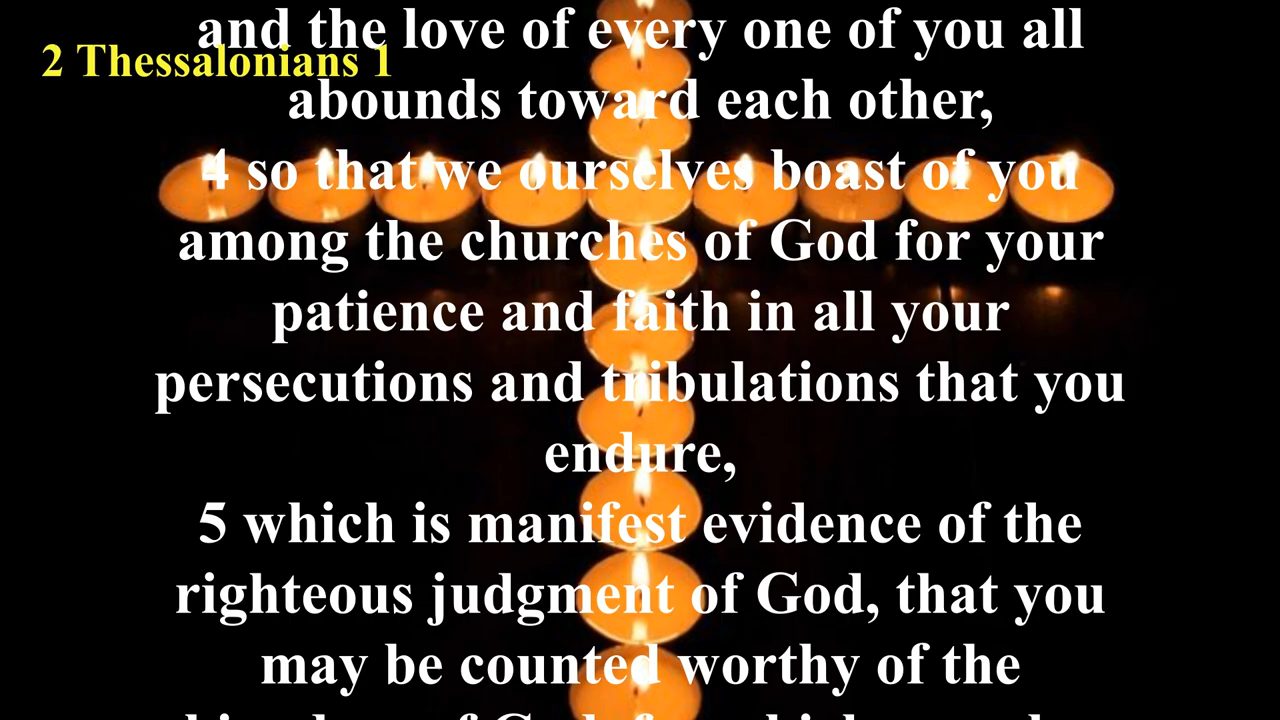 and the love of every one of you all
2 Thessalonians 1
abounds toward each other,
4 so that we ourselves boast of you
among the churches of God for your
patience and faith in all your
persecutions and tribulations that you
endure,
5 which is manifest evidence of the
righteous judgment of God, that you
may be counted worthy of the